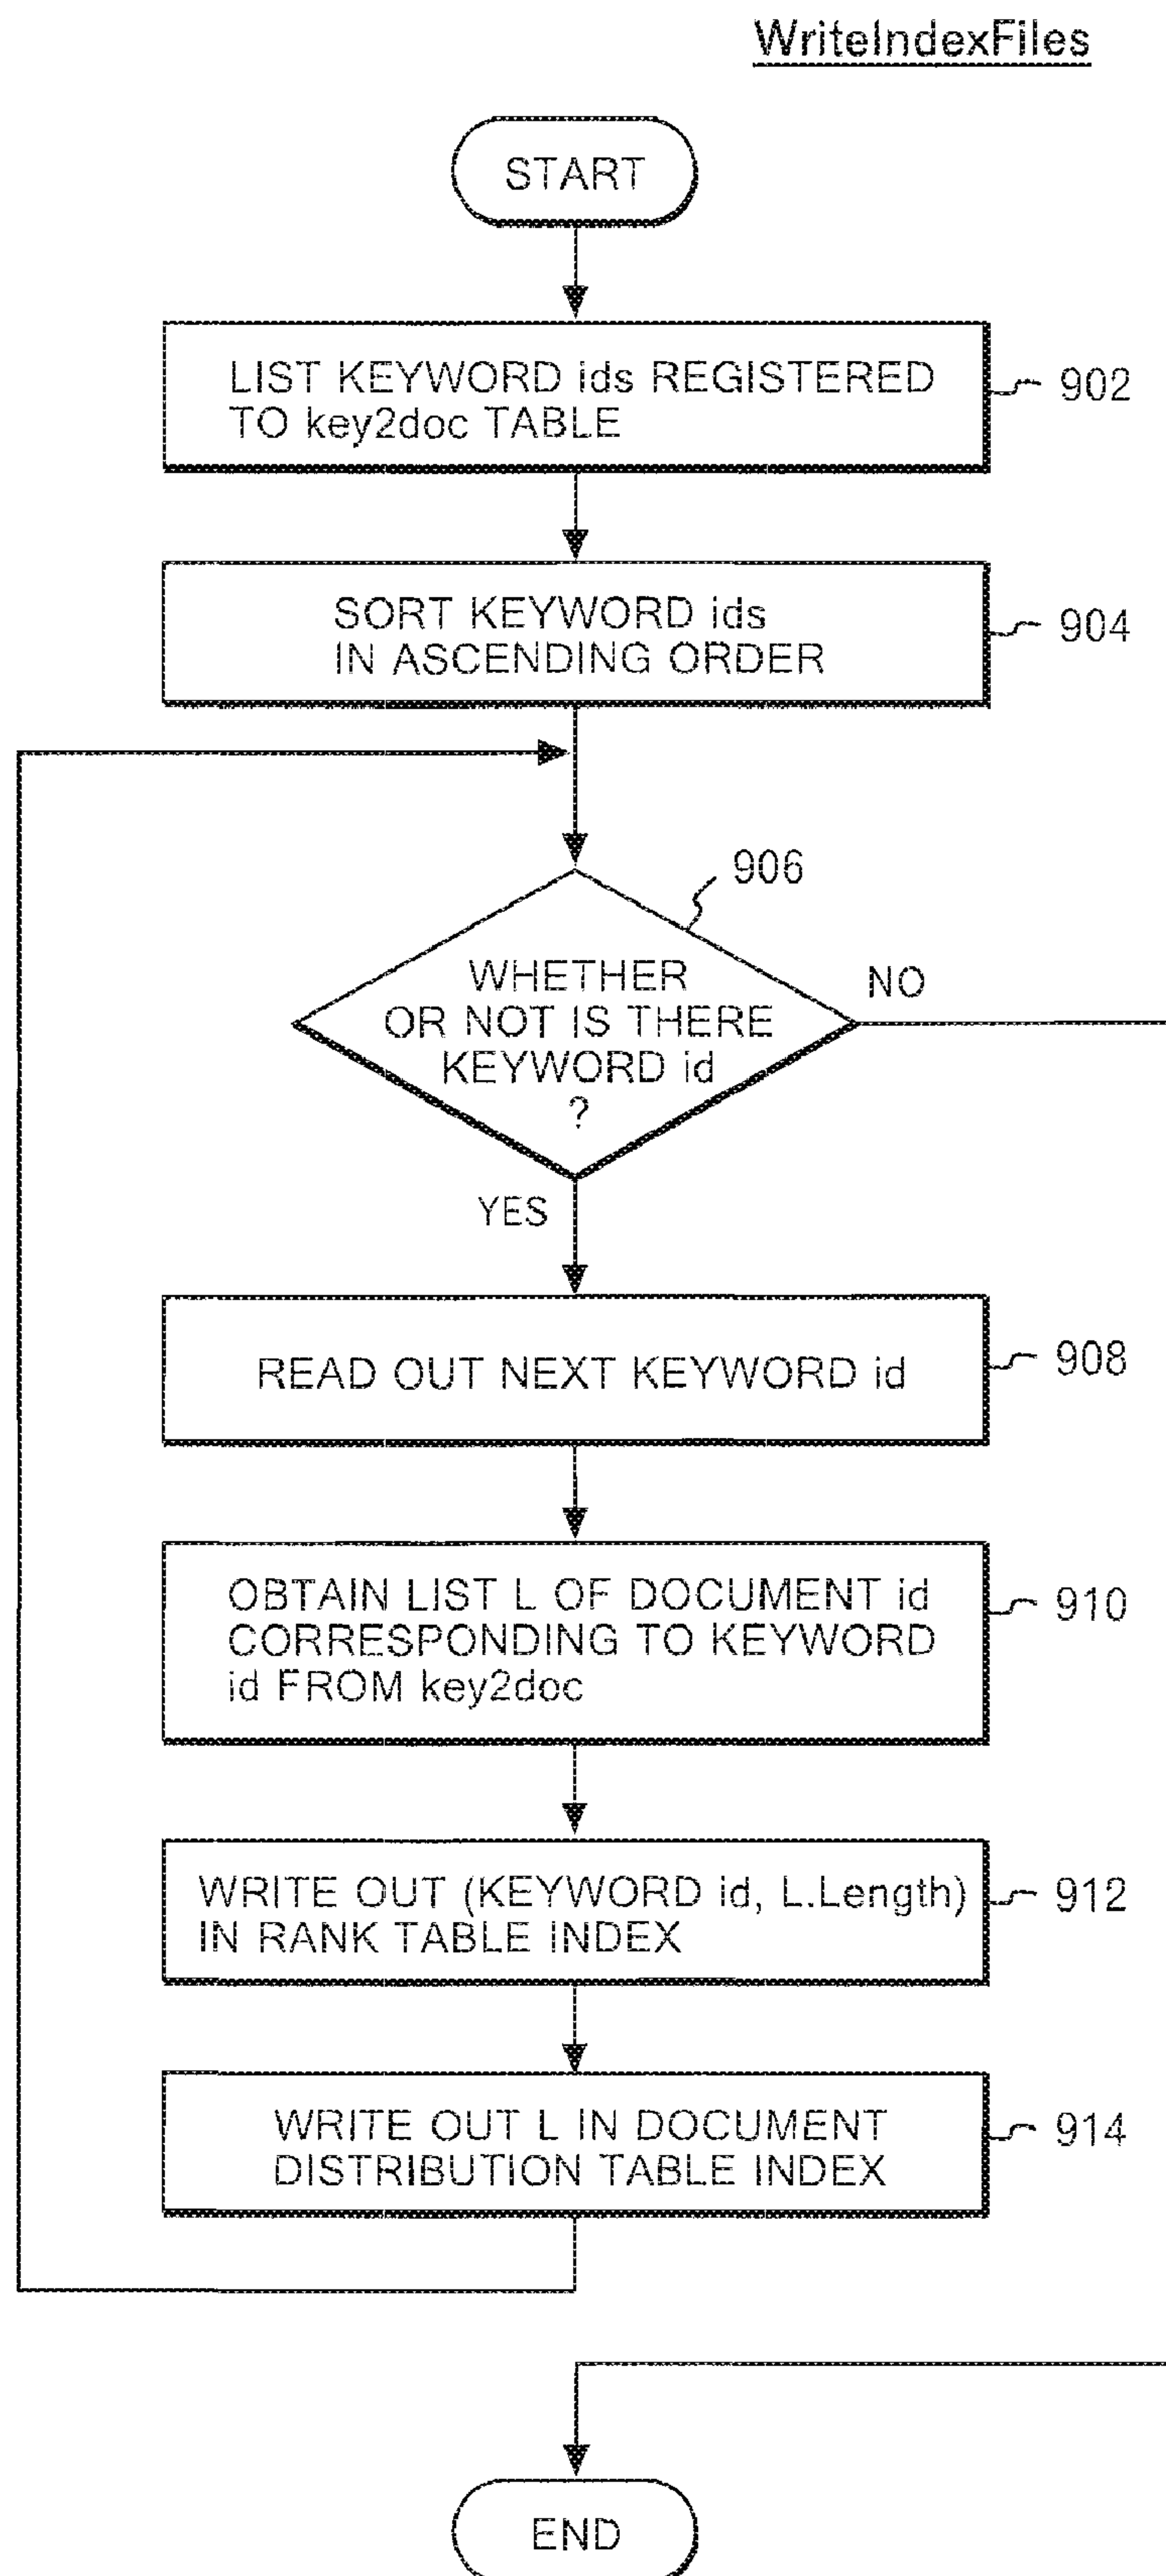 WriteIndexFiles
START
LIST KEYWORD ids REGISTERED
TO key2doc TABLE
902
SORT KEYWORD ids
IN ASCENDING ORDER
904
906
WHETHER
OR NOT IS THERE
KEYWORD id
?
NO
YES
READ OUT NEXT KEYWORD id
908
OBTAIN LIST L OF DOCUMENT id
CORRESPONDING TO KEYWORD
id FROM key2doc
910
WRITE OUT (KEYWORD id, L.Length)
IN RANK TABLE INDEX
912
WRITE OUT L IN DOCUMENT
DISTRIBUTION TABLE INDEX
914
END